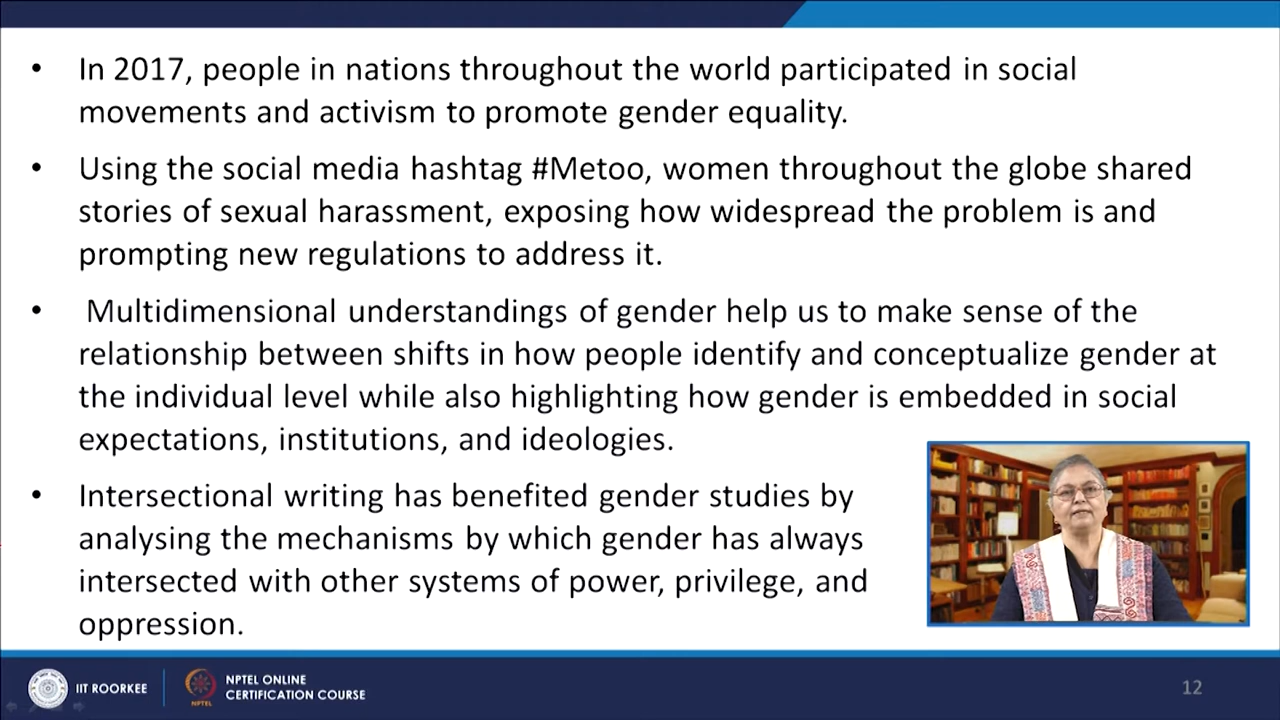 • In 2017, people in nations throughout the world participated in social
movements and activism to promote gender equality.
• Using the social media hashtag #Metoo, women throughout the globe shared
stories of sexual harassment, exposing how widespread the problem is and
prompting new regulations to address it.
• Multidimensional understandings of gender help us to make sense of the
relationship between shifts in how people identify and conceptualize gender at
the individual level while also highlighting how gender is embedded in social
expectations, institutions, and ideologies.
• Intersectional writing has benefited gender studies by
analysing the mechanisms by which gender has always
intersected with other systems of power, privilege, and
oppression.
IIT ROORKEE
NPTEL
NPTEL ONLINE
CERTIFICATION COURSE
12